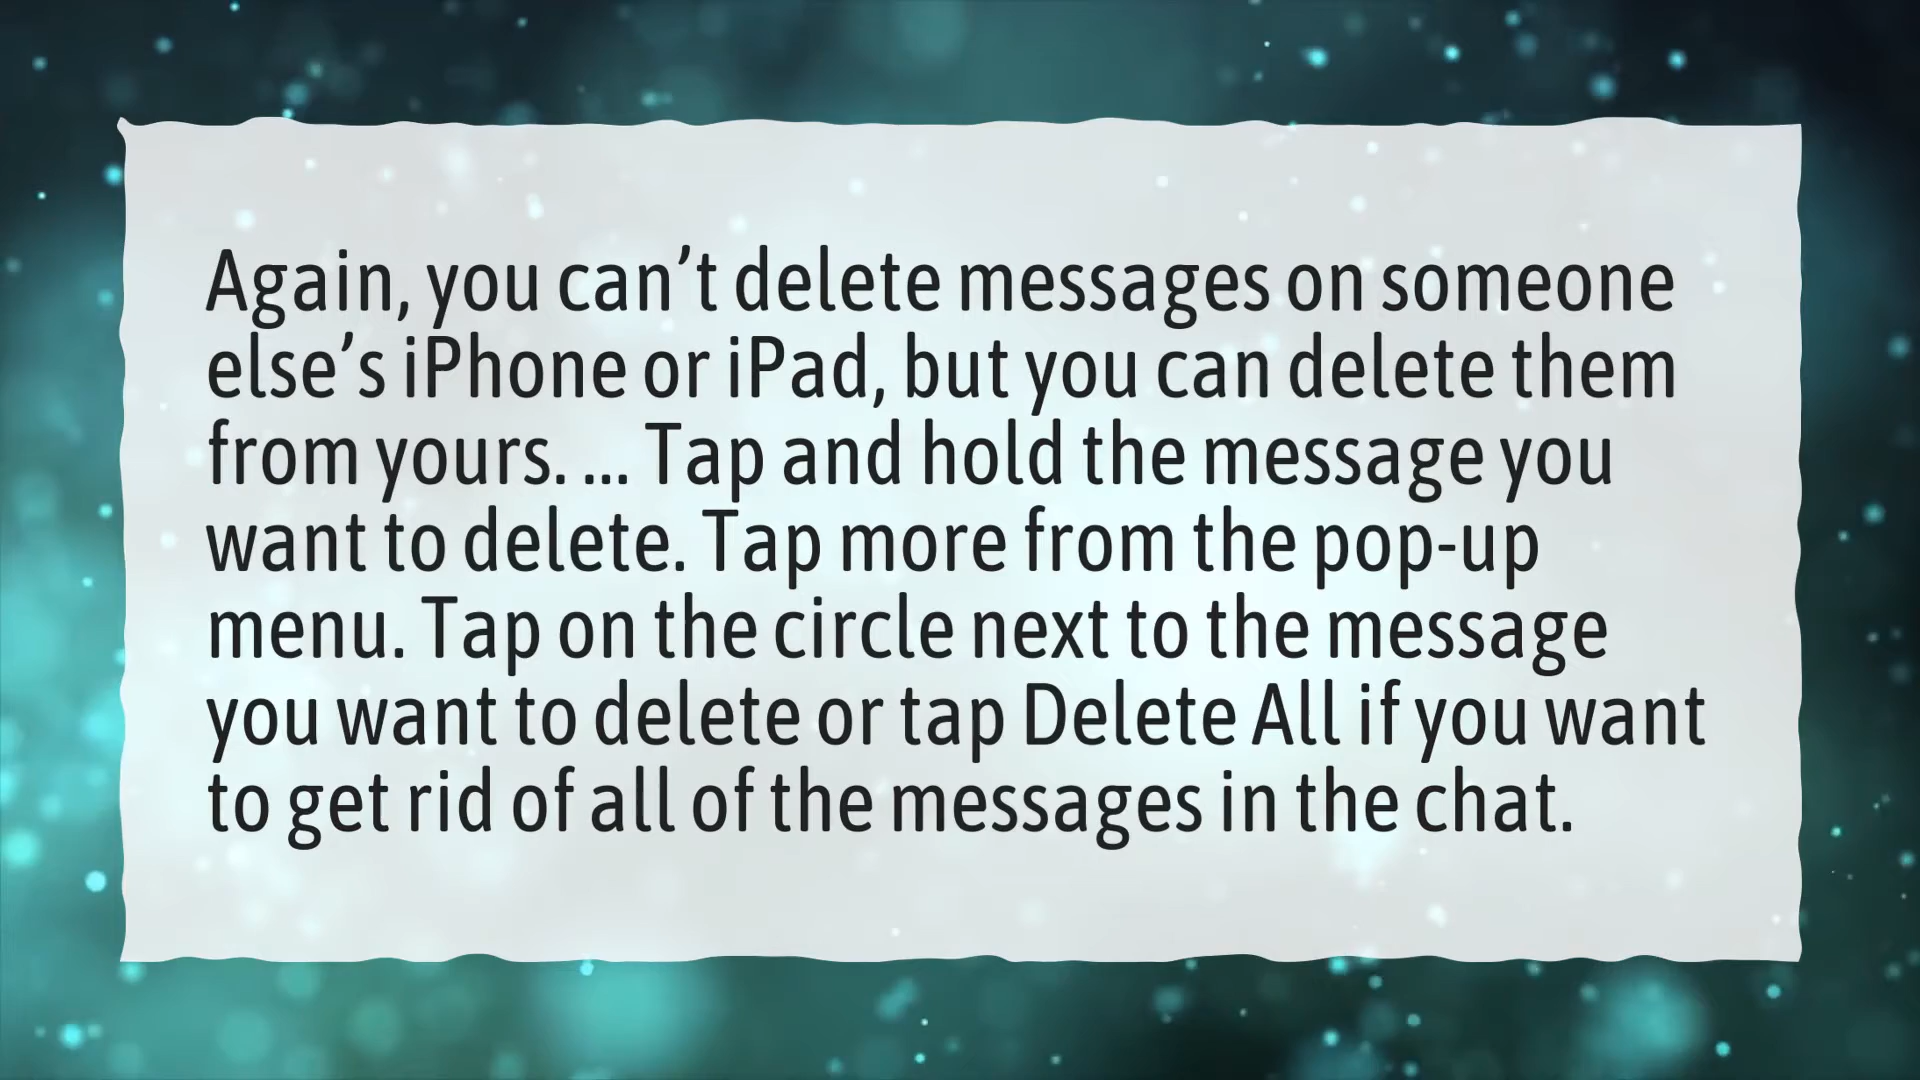 Again, you can’t delete messages on someone
else’s iPhone or iPad, but you can delete them
from yours. ... Tap and hold the message you
want to delete. Tap more from the pop-up
menu. Tap on the circle next to the message
you want to delete or tap Delete All if you want
to get rid of all of the messages in the chat.